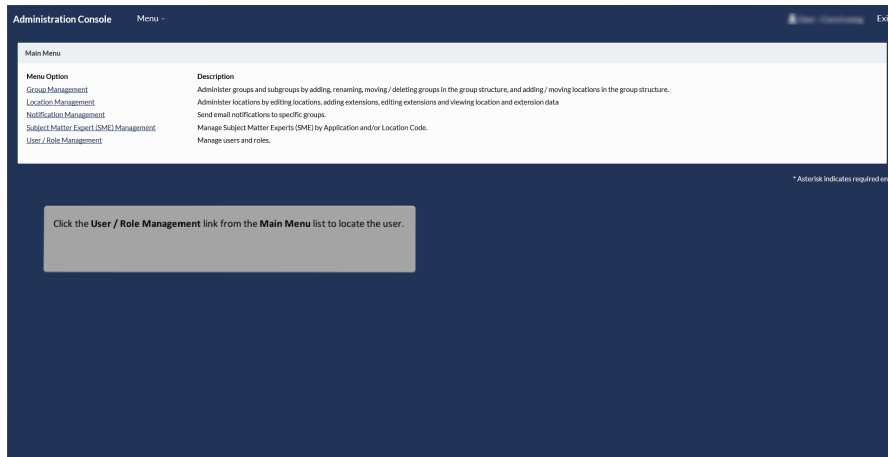 Administration Console Menu Exi
Main Menu
Menu Option Description
Group Management Administer groups and subgroups by adding, renaming, moving / deleting groups in the group structure, and adding / moving locations in the group structure.
Location Management Administer locations by editing locations, adding extensions, editing extensions and viewing location and extension data
Notification Management Send email notifications to specific groups.
Subject Matter Expert (SME) Management Manage Subject Matter Experts (SME) by Application and/or Location Code.
User / Role Management Manage users and roles.
* Asterisk indicates required en
Click the User / Role Management link from the Main Menu list to locate the user.